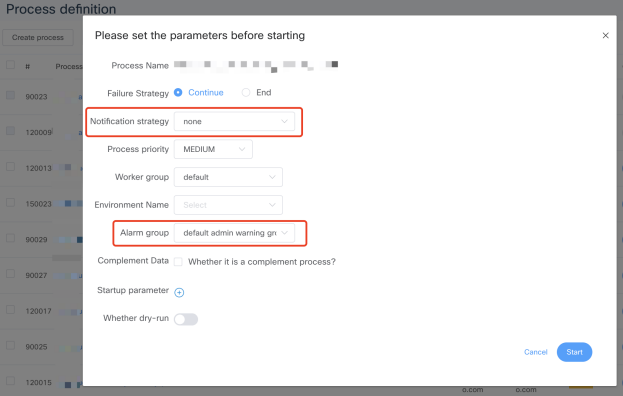 Process definition
Create process
Please set the parameters before starting
# Process
Process Name
Failure Strategy Continue End
90023
Notification strategy none
120009
Process priority MEDIUM
120013
Worker group default
150023
Environment Name Select
90029
Alarm group default admin warning gr
Complement Data Whether it is a complement process?
90027
Startup parameter
120017
Whether dry-run
90025
Cancel Start
120015
o.com o.com